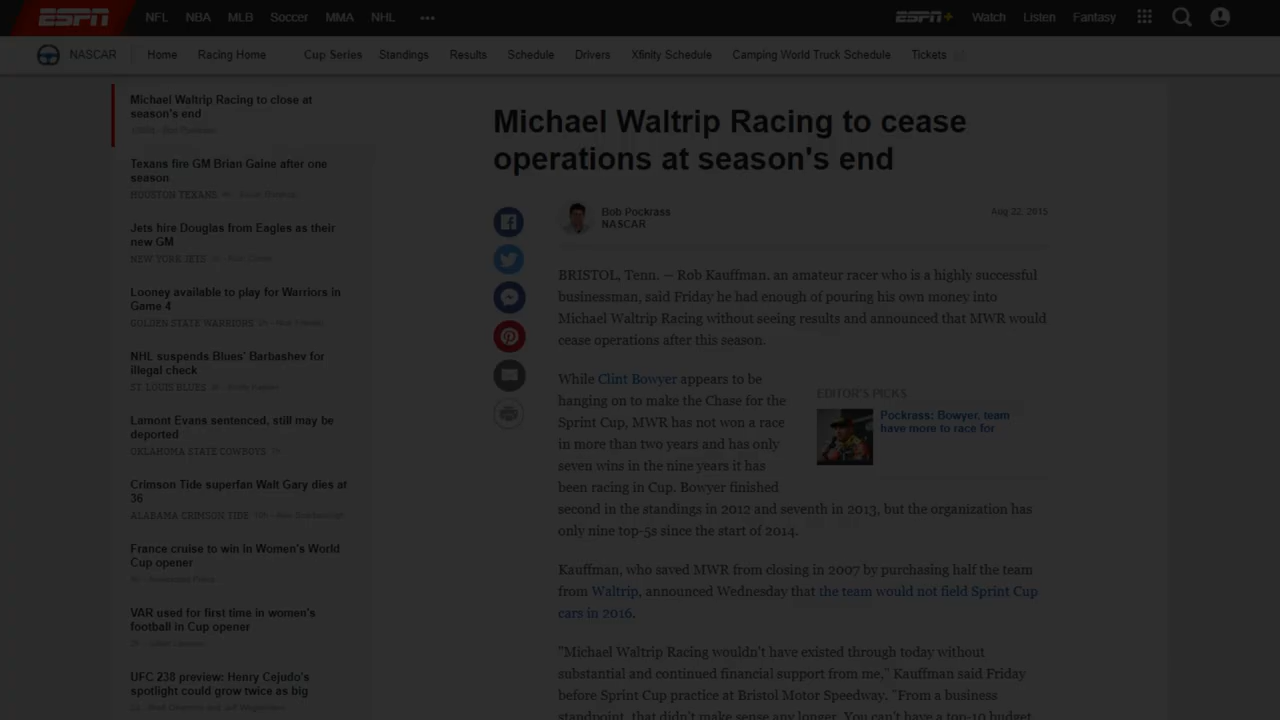 ESPN
NFL NBA MLB Soccer MMA NHL
ESPN+ Watch Listen Fantasy
NASCAR Home Racing Home Cup Series Standings Results Schedule Drivers Xfinity Schedule Camping World Truck Schedule Tickets
Michael Waltrip Racing to close at
season's end
Texans fire GM Brian Gaine after one
season
HOUSTON TEXANS
Jets hire Douglas from Eagles as their
new GM
NEW YORK JETS
Looney available to play for Warriors in
Game 4
GOLDEN STATE WARRIORS
NHL suspends Blues' Barbashev for
illegal check
ST. LOUIS BLUES
Lamont Evans sentenced, still may be
deported
OKLAHOMA STATE COWBOYS
Crimson Tide superfan Walt Gary dies at
36
ALABAMA CRIMSON TIDE
France cruise to win in Women's World
Cup opener
VAR used for first time in women's
football in Cup opener
UFC 238 preview: Henry Cejudo's
spotlight could grow twice as big
Michael Waltrip Racing to cease
operations at season's end
Bob Pockrass
NASCAR
Aug 22, 2015
BRISTOL, Tenn. -- Rob Kauffman, an amateur racer who is a highly successful
businessman, said Friday he had enough of pouring his own money into
Michael Waltrip Racing without seeing results and announced that MWR would
cease operations after this season.
While Clint Bowyer appears to be
hanging on to make the Chase for the
Sprint Cup, MWR has not won a race
in more than two years and has only
seven wins in the nine years it has
been racing in Cup. Bowyer finished
second in the standings in 2012 and seventh in 2013, but the organization has
only nine top-5s since the start of 2014.
EDITOR'S PICKS
Pockrass: Bowyer, team
have more to race for
Kauffman, who saved MWR from closing in 2007 by purchasing half the team
from Waltrip, announced Wednesday that the team would not field Sprint Cup
cars in 2016.
"Michael Waltrip Racing wouldn't have existed through today without
substantial and continued financial support from me," Kauffman said Friday
before Sprint Cup practice at Bristol Motor Speedway. "From a business
standpoint, that didn't make sense any longer. You can't have a top-10 budget